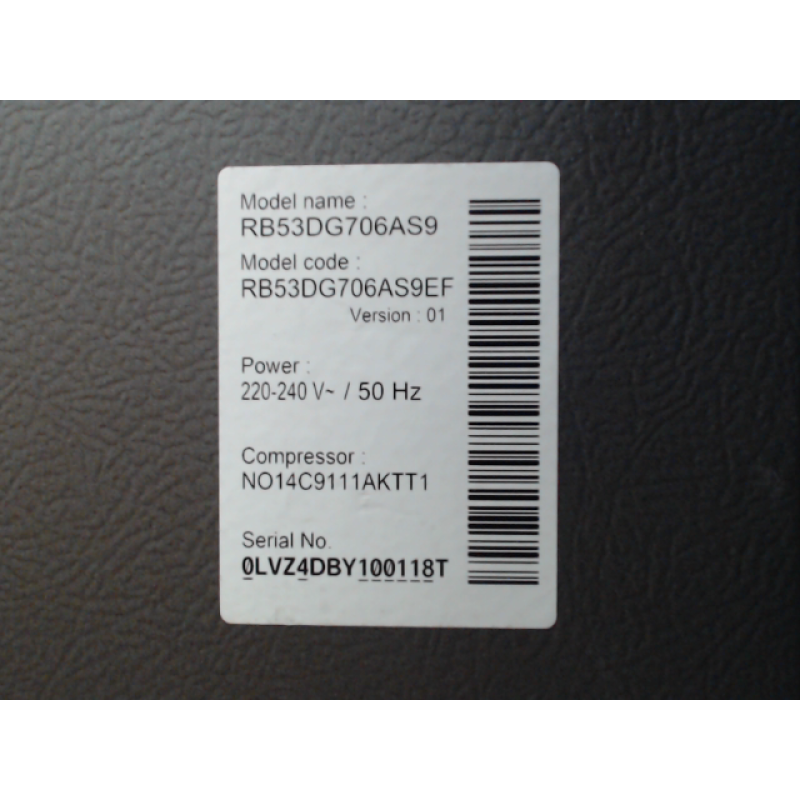 Model name :
RB53DG706AS9
Model code :
RB53DG706AS9EF
Version : 01
Power :
220-240 V~ / 50 Hz
Compressor :
NO14C9111AKTT1
Serial No.
0LVZ4DBY100118T